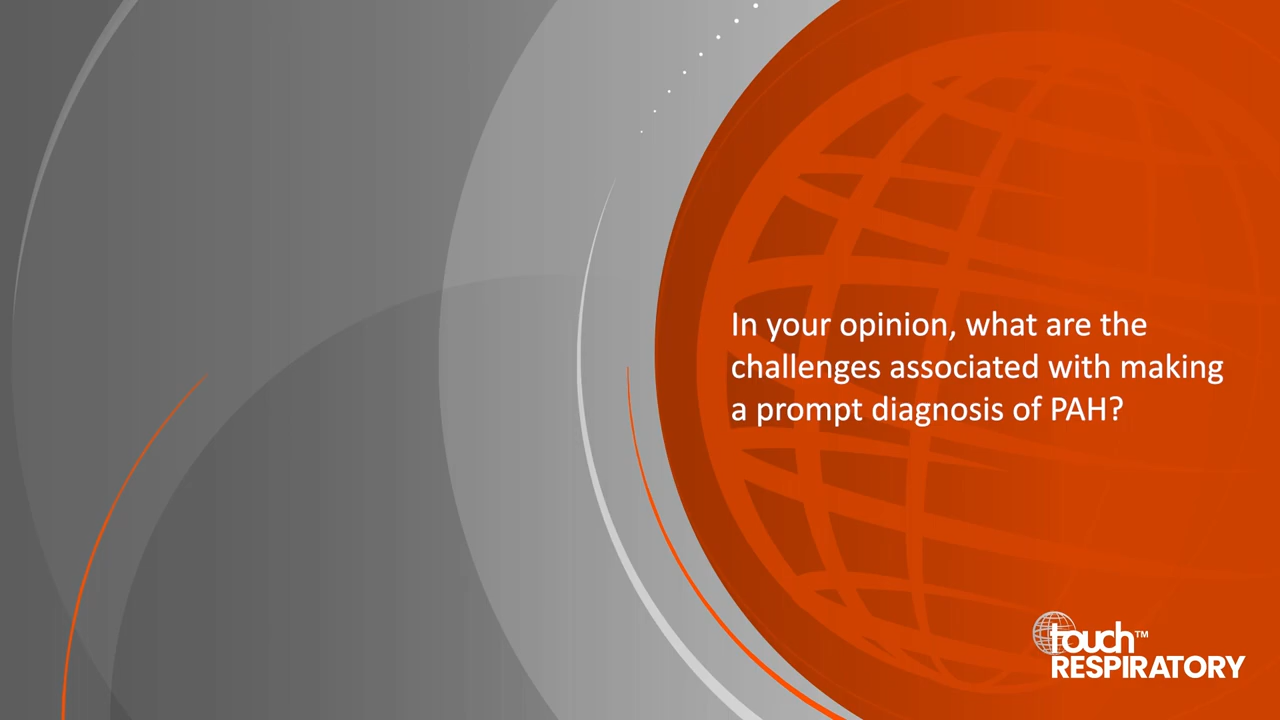 In your opinion, what are the
challenges associated with making
a prompt diagnosis of PAH?
touch™
RESPIRATORY